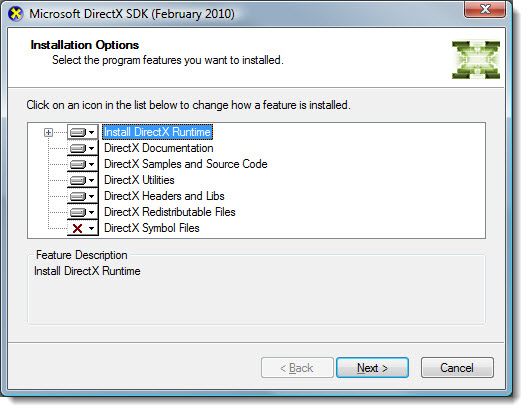 Microsoft DirectX SDK (February 2010)
Installation Options
Select the program features you want to installed.
Click on an icon in the list below to change how a feature is installed.
Install DirectX Runtime
DirectX Documentation
DirectX Samples and Source Code
DirectX Utilities
DirectX Headers and Libs
DirectX Redistributable Files
DirectX Symbol Files
Feature Description
Install DirectX Runtime
< Back
Next >
Cancel